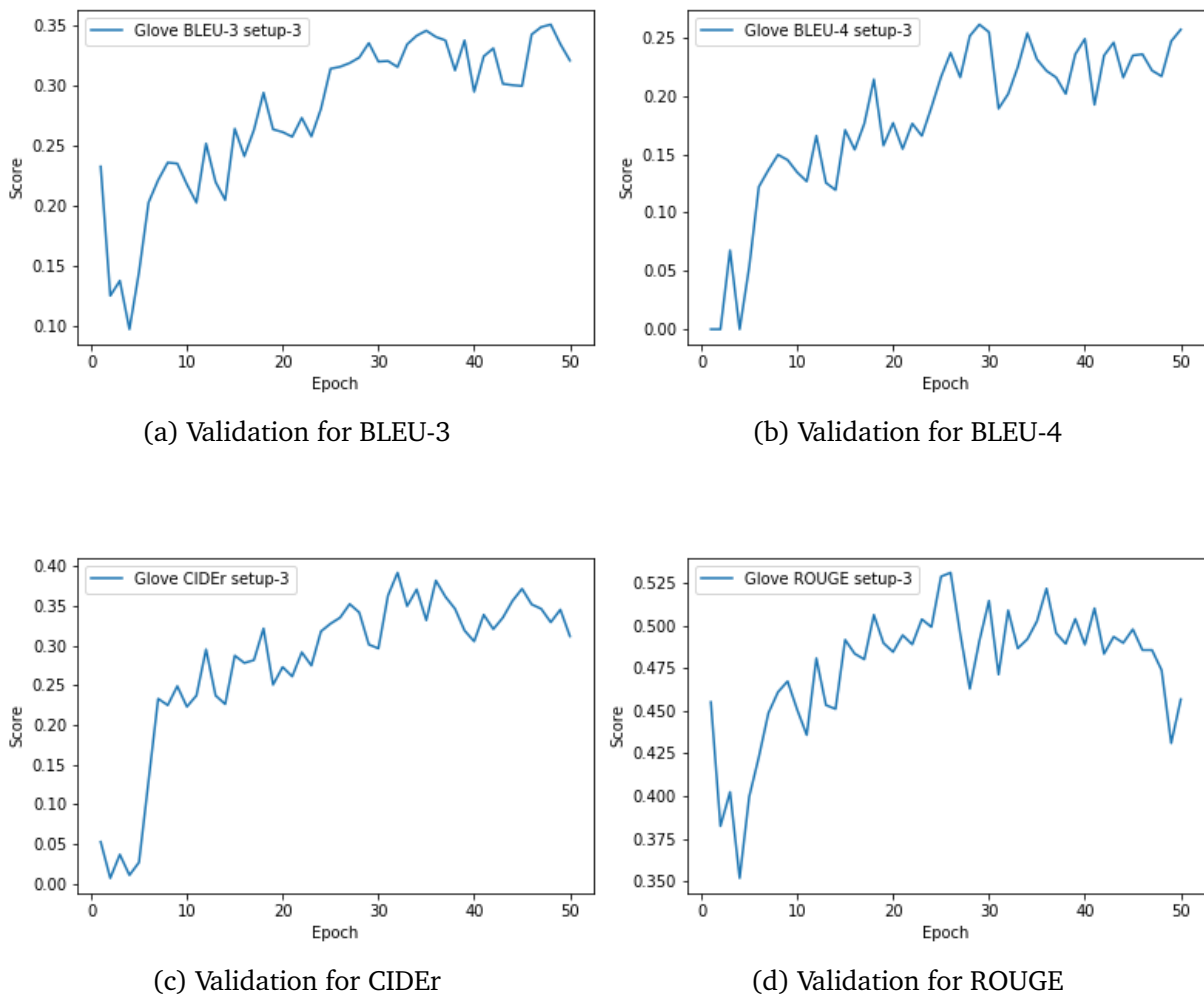 Glove BLEU-3 setup-3
0.35
0.30
0.25
0.20
0.15
0.10
Score
0 10 20 30 40 50
Epoch
(a) Validation for BLEU-3
Glove BLEU-4 setup-3
0.25
0.20
0.15
0.10
0.05
0.00
Score
0 10 20 30 40 50
Epoch
(b) Validation for BLEU-4
Glove CIDEr setup-3
0.40
0.35
0.30
0.25
0.20
0.15
0.10
0.05
0.00
Score
0 10 20 30 40 50
Epoch
(c) Validation for CIDEr
Glove ROUGE setup-3
0.525
0.500
0.475
0.450
0.425
0.400
0.375
0.350
Score
0 10 20 30 40 50
Epoch
(d) Validation for ROUGE